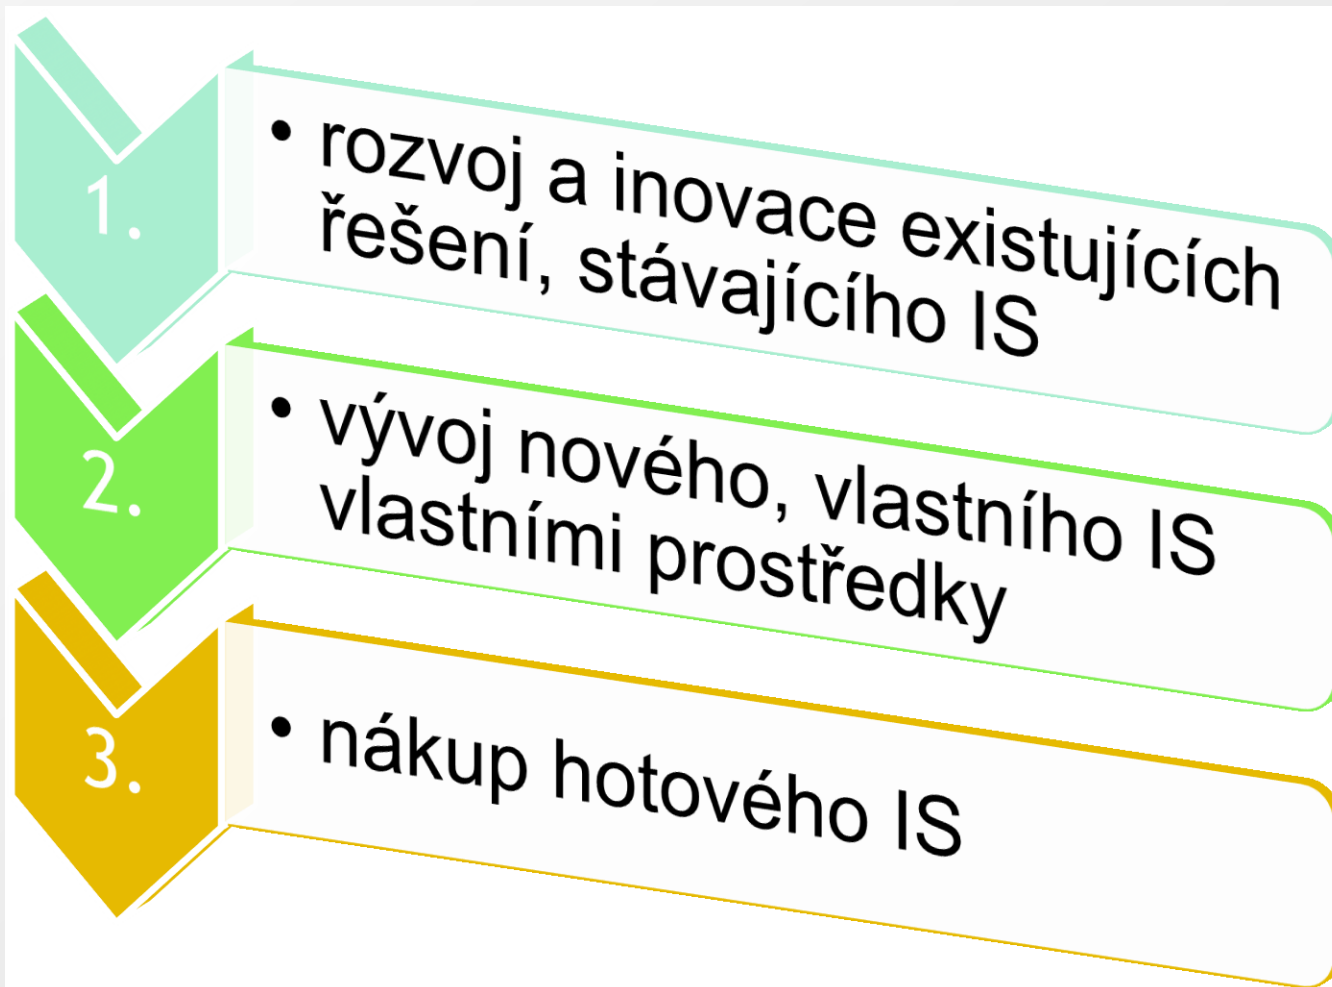 1.
• rozvoj a inovace existujících
řešení, stávajícího IS
2.
• vývoj nového, vlastního IS
vlastními prostředky
3.
• nákup hotového IS